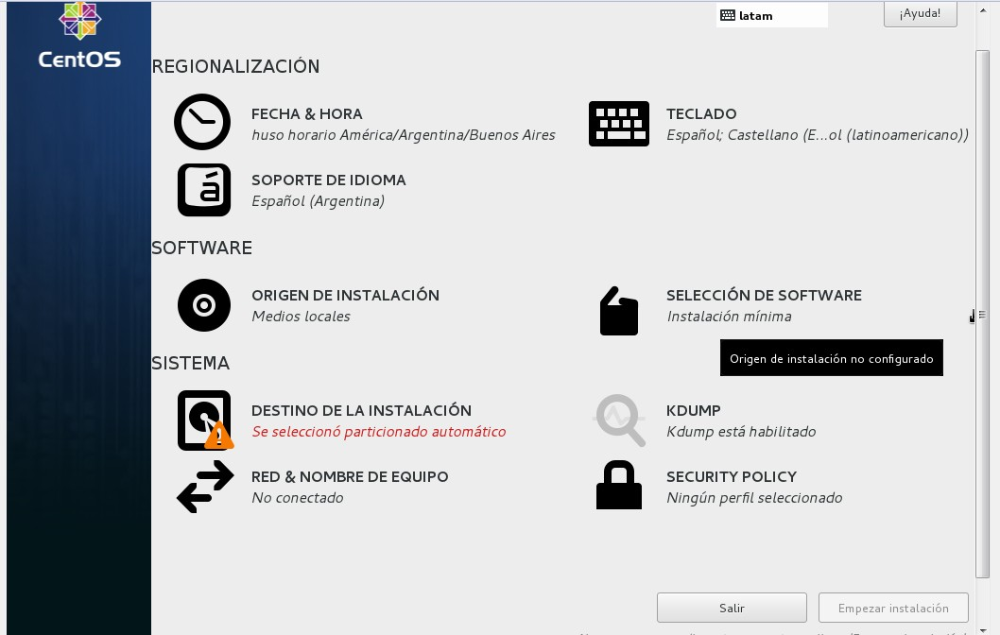 latam
¡Ayuda!
CentOS
REGIONALIZACIÓN
FECHA & HORA
huso horario América/Argentina/Buenos Aires
TECLADO
Español; Castellano (E...ol (latinoamericano))
SOPORTE DE IDIOMA
Español (Argentina)
SOFTWARE
ORIGEN DE INSTALACIÓN
Medios locales
SELECCIÓN DE SOFTWARE
Instalación mínima
Origen de instalación no configurado
SISTEMA
DESTINO DE LA INSTALACIÓN
Se seleccionó particionado automático
KDUMP
Kdump está habilitado
RED & NOMBRE DE EQUIPO
No conectado
SECURITY POLICY
Ningún perfil seleccionado
Salir
Empezar instalación